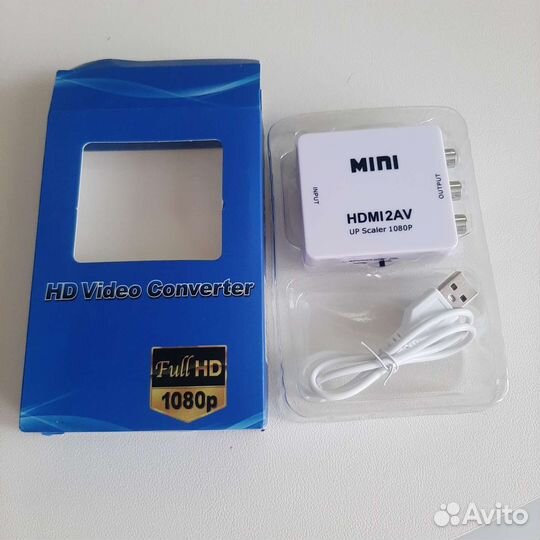 HD Video Converter
Full HD
1080p
MINI
INPUT
OUTPUT
HDMI2AV
UP Scaler 1080P
Avito